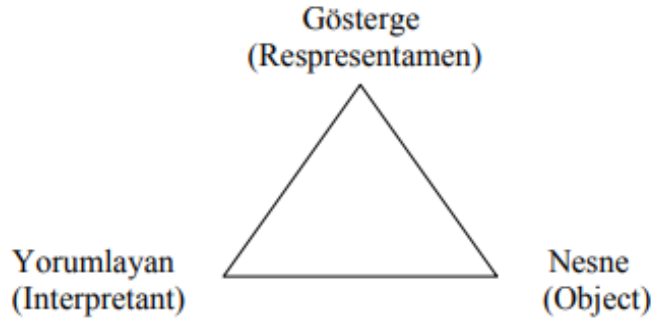 Gösterge
(Respresentamen)
Yorumlayan
(Interpretant)
Nesne
(Object)